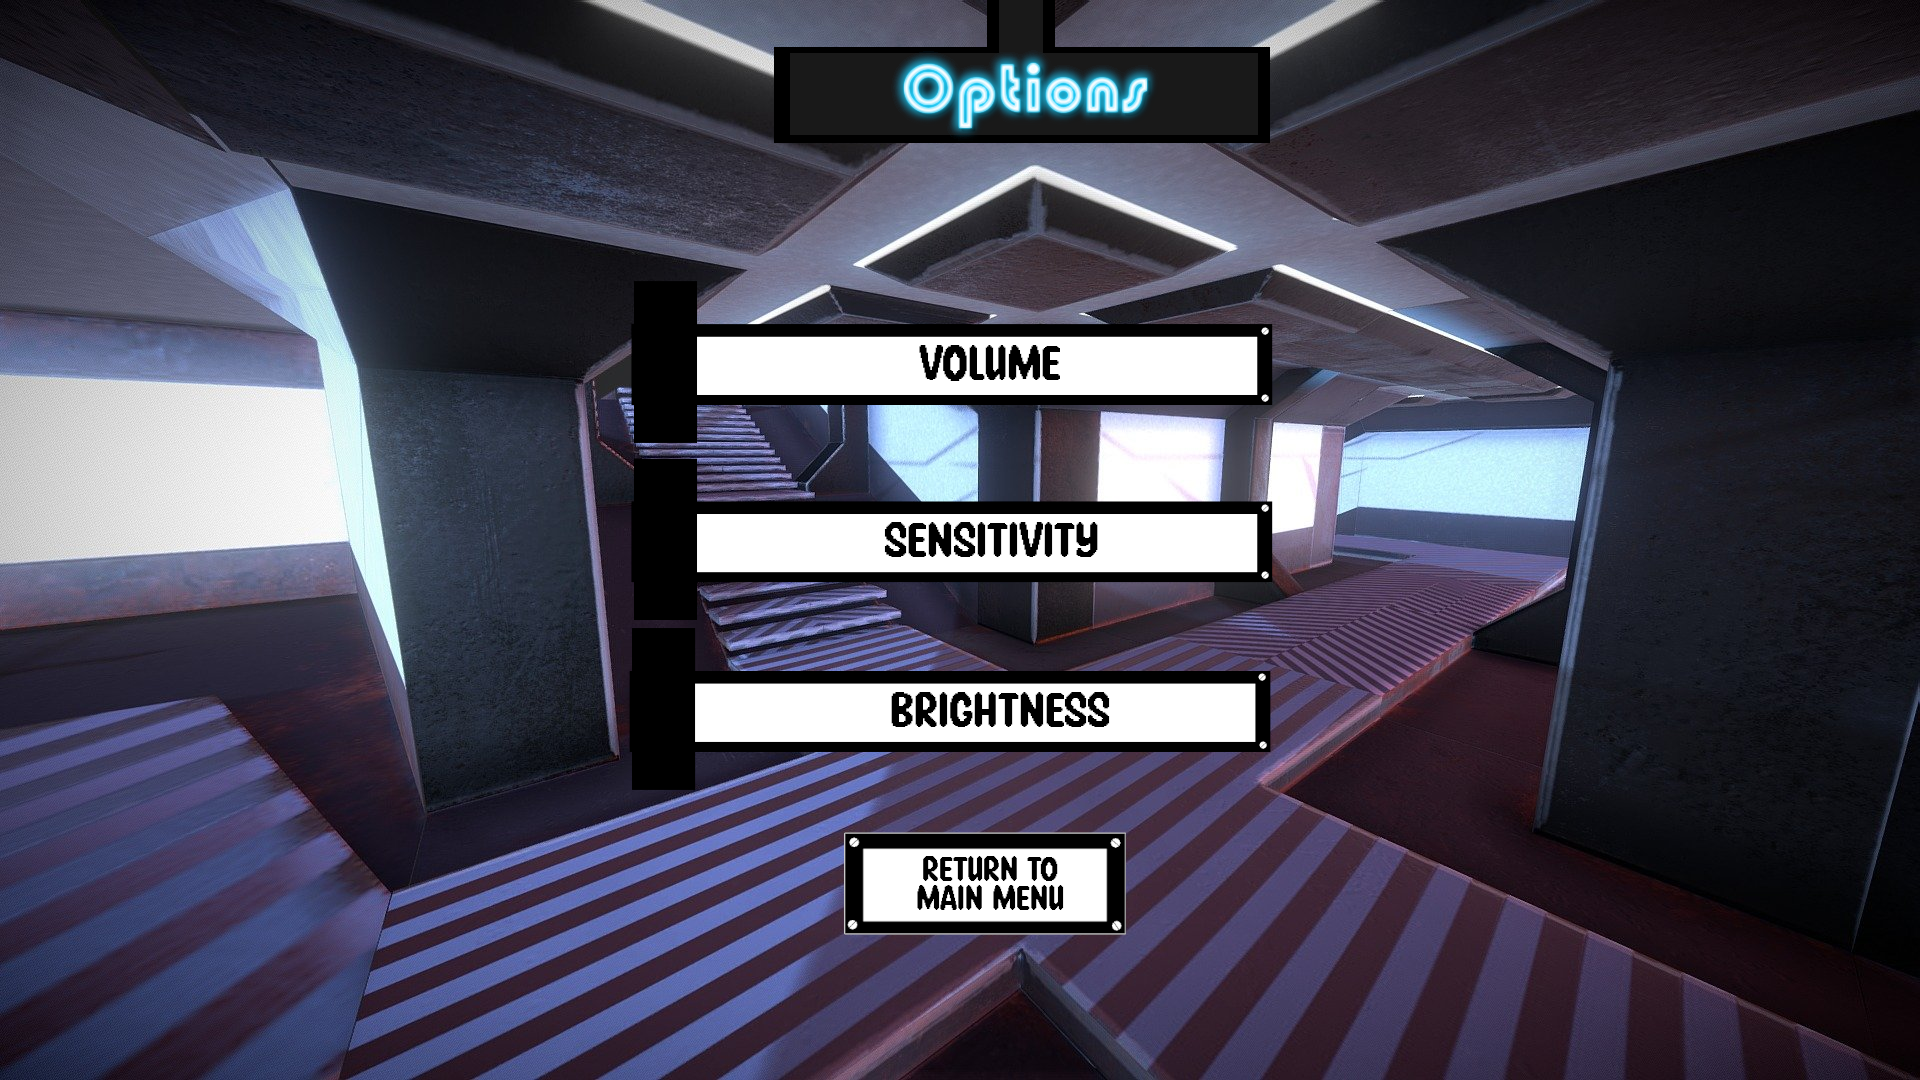 Options
VOLUME
SENSITIVITY
BRIGHTNESS
RETURN TO
MAIN MENU